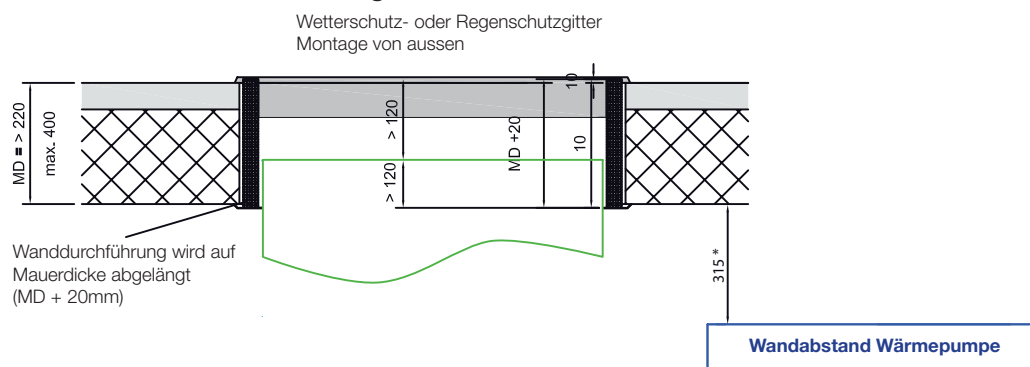 Wetterschutz- oder Regenschutzgitter
Montage von aussen
MD = > 220
max. 400
> 120
> 120
MD +20
10
10
Wanddurchführung wird auf
Mauerdicke abgelängt
(MD + 20mm)
315 *
Wandabstand Wärmepumpe